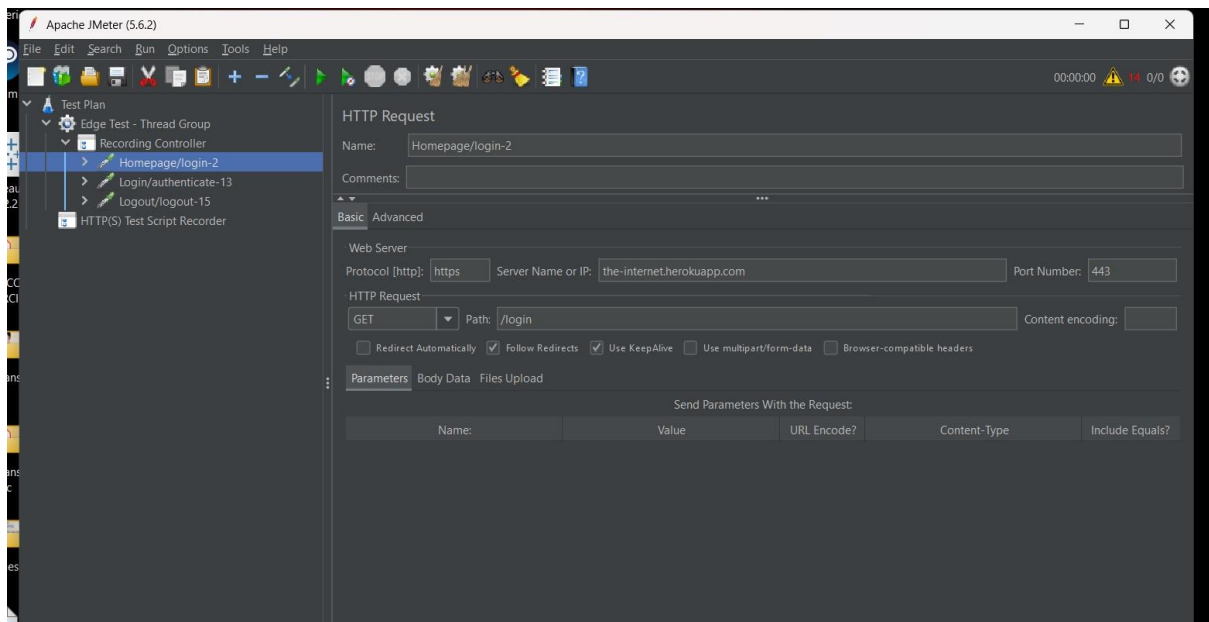 Apache JMeter (5.6.2)
File Edit Search Run Options Tools Help
00:00:00 14 0/0
Test Plan
Edge Test - Thread Group
Recording Controller
Homepage/login-2
Login/authenticate-13
Logout/logout-15
HTTP(S) Test Script Recorder
HTTP Request
Name: Homepage/login-2
Comments:
Basic Advanced
Web Server
Protocol [http]: https Server Name or IP: the-internet.herokuapp.com Port Number: 443
HTTP Request
GET Path: /login Content encoding:
Redirect Automatically Follow Redirects Use KeepAlive Use multipart/form-data Browser-compatible headers
Parameters Body Data Files Upload
Send Parameters With the Request:
Name: Value URL Encode? Content-Type Include Equals?